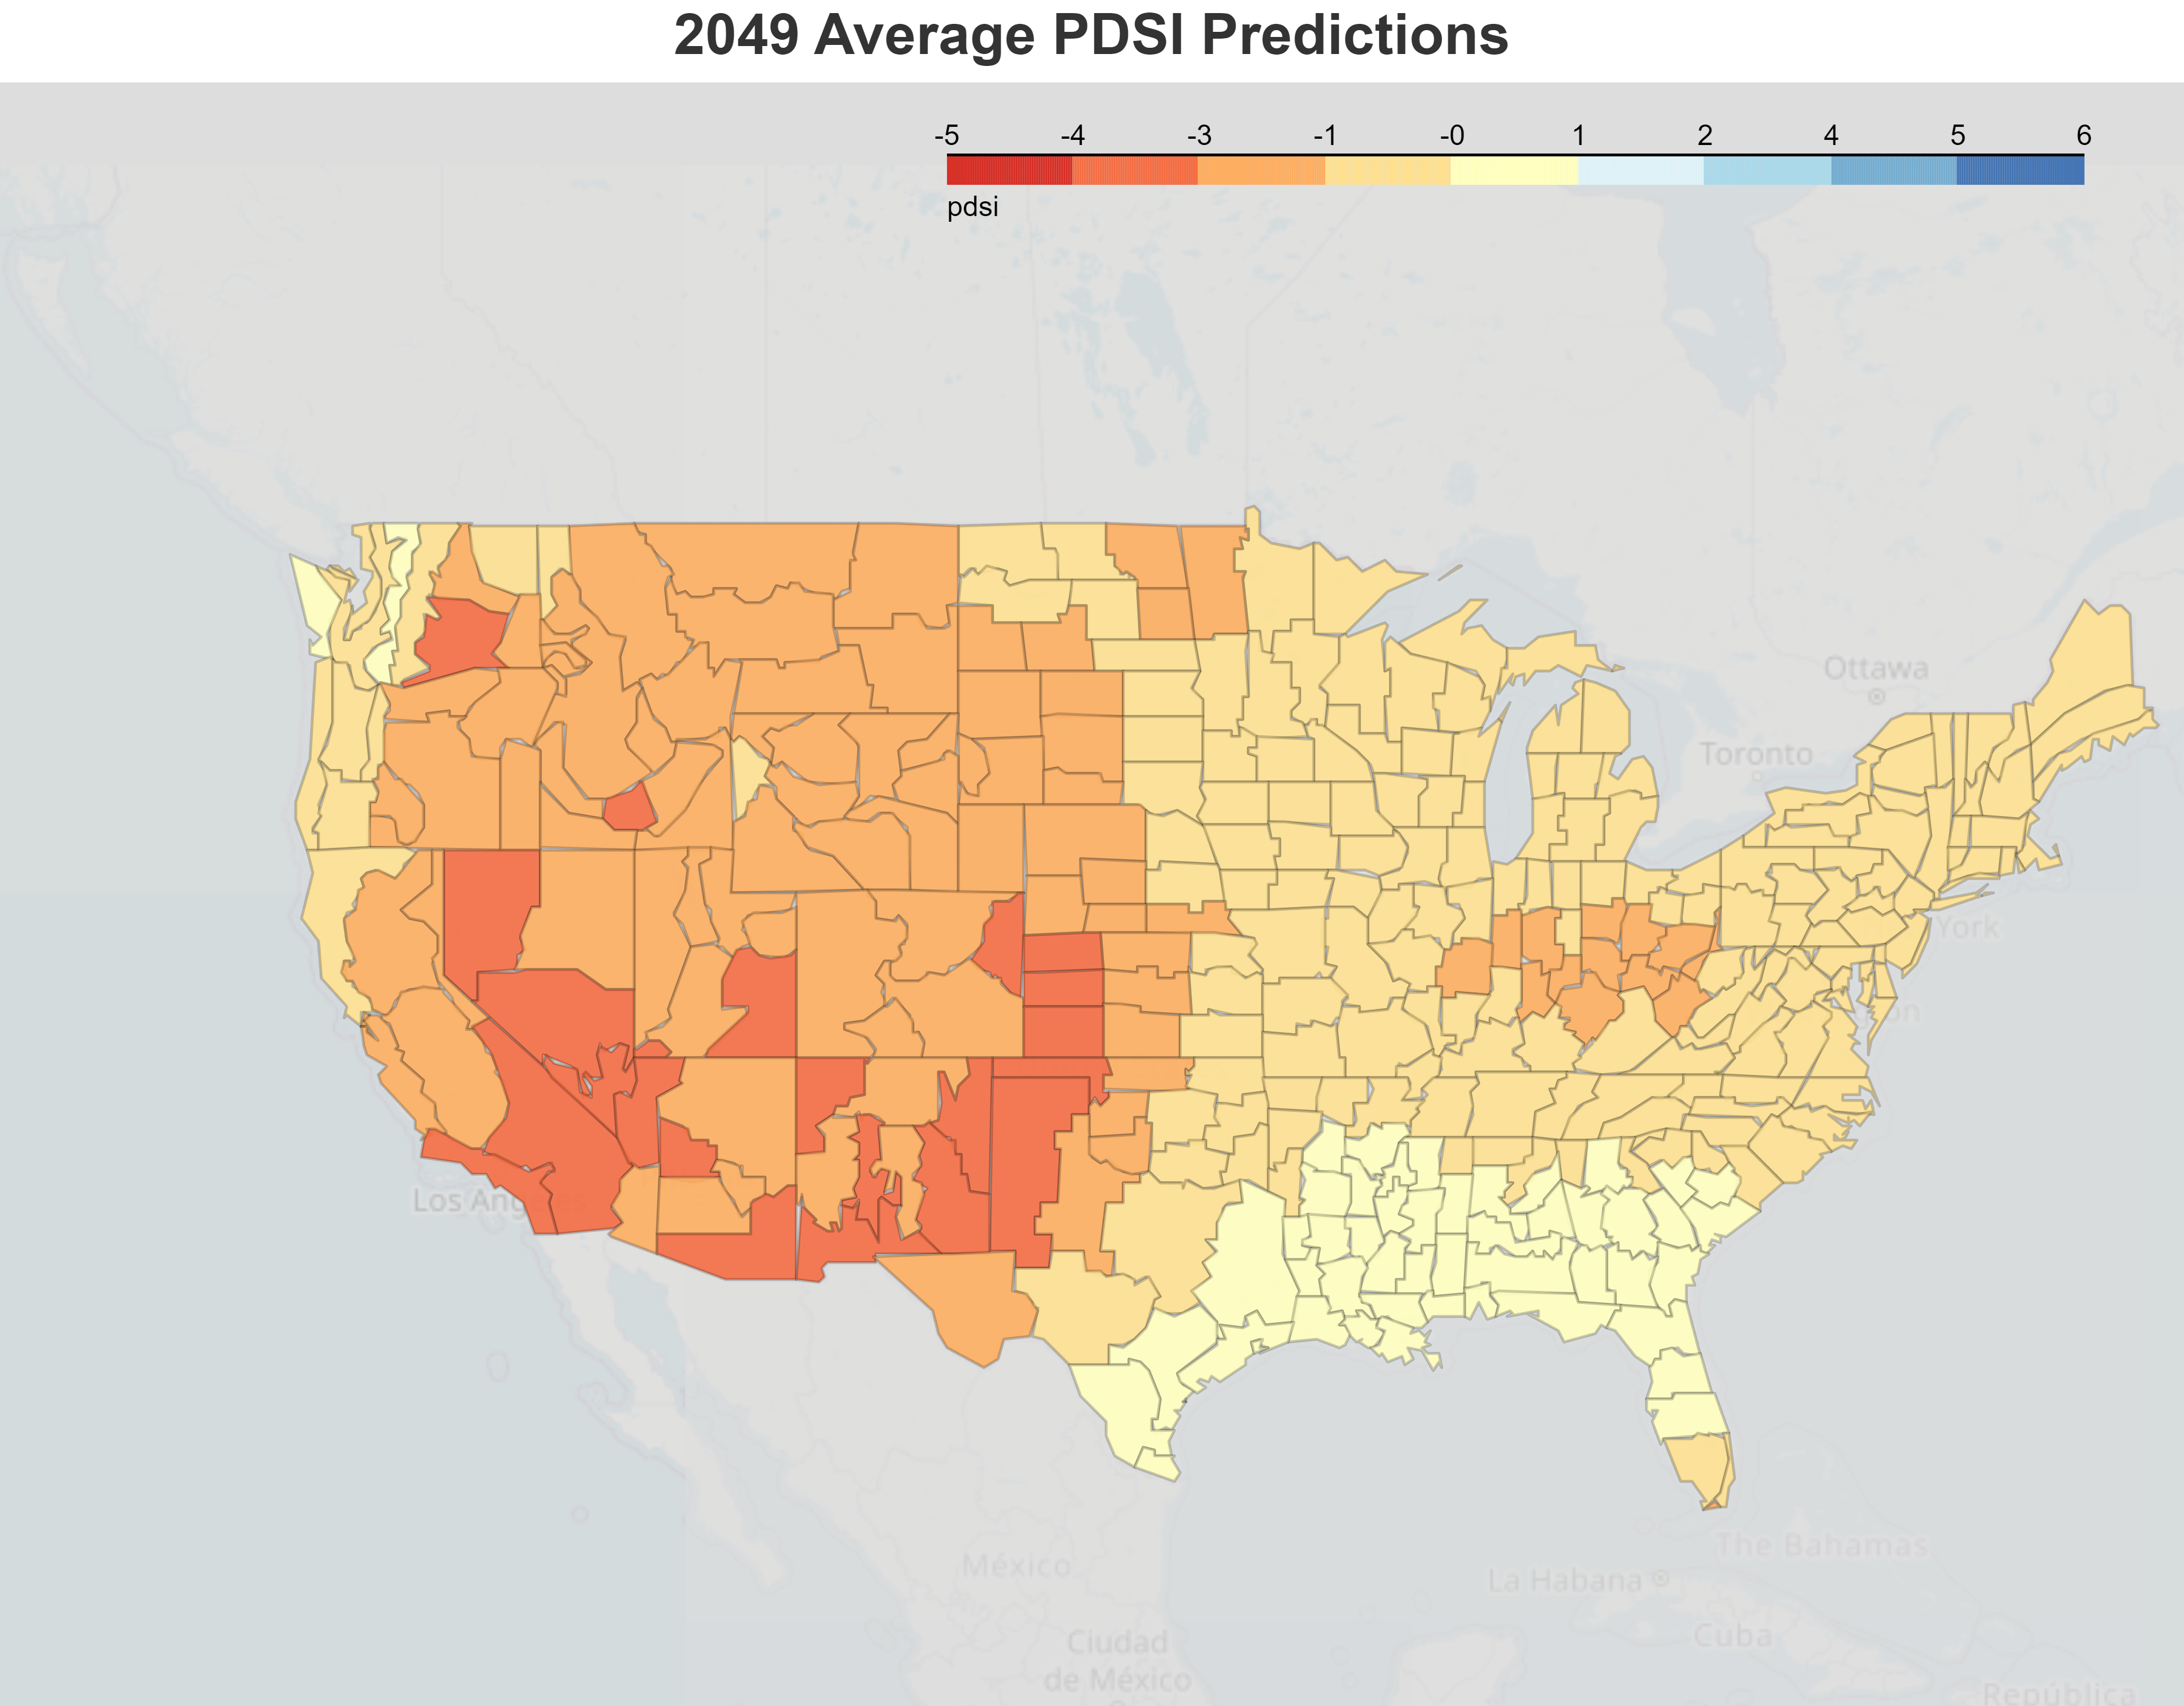 2049 Average PDSI Predictions
-5 -4 -3 -1 -0 1 2 4 5 6
pdsi
Ottawa
Toronto
York
Los
México
The Bahamas
La Habana
Cuba
Ciudad
de México
República